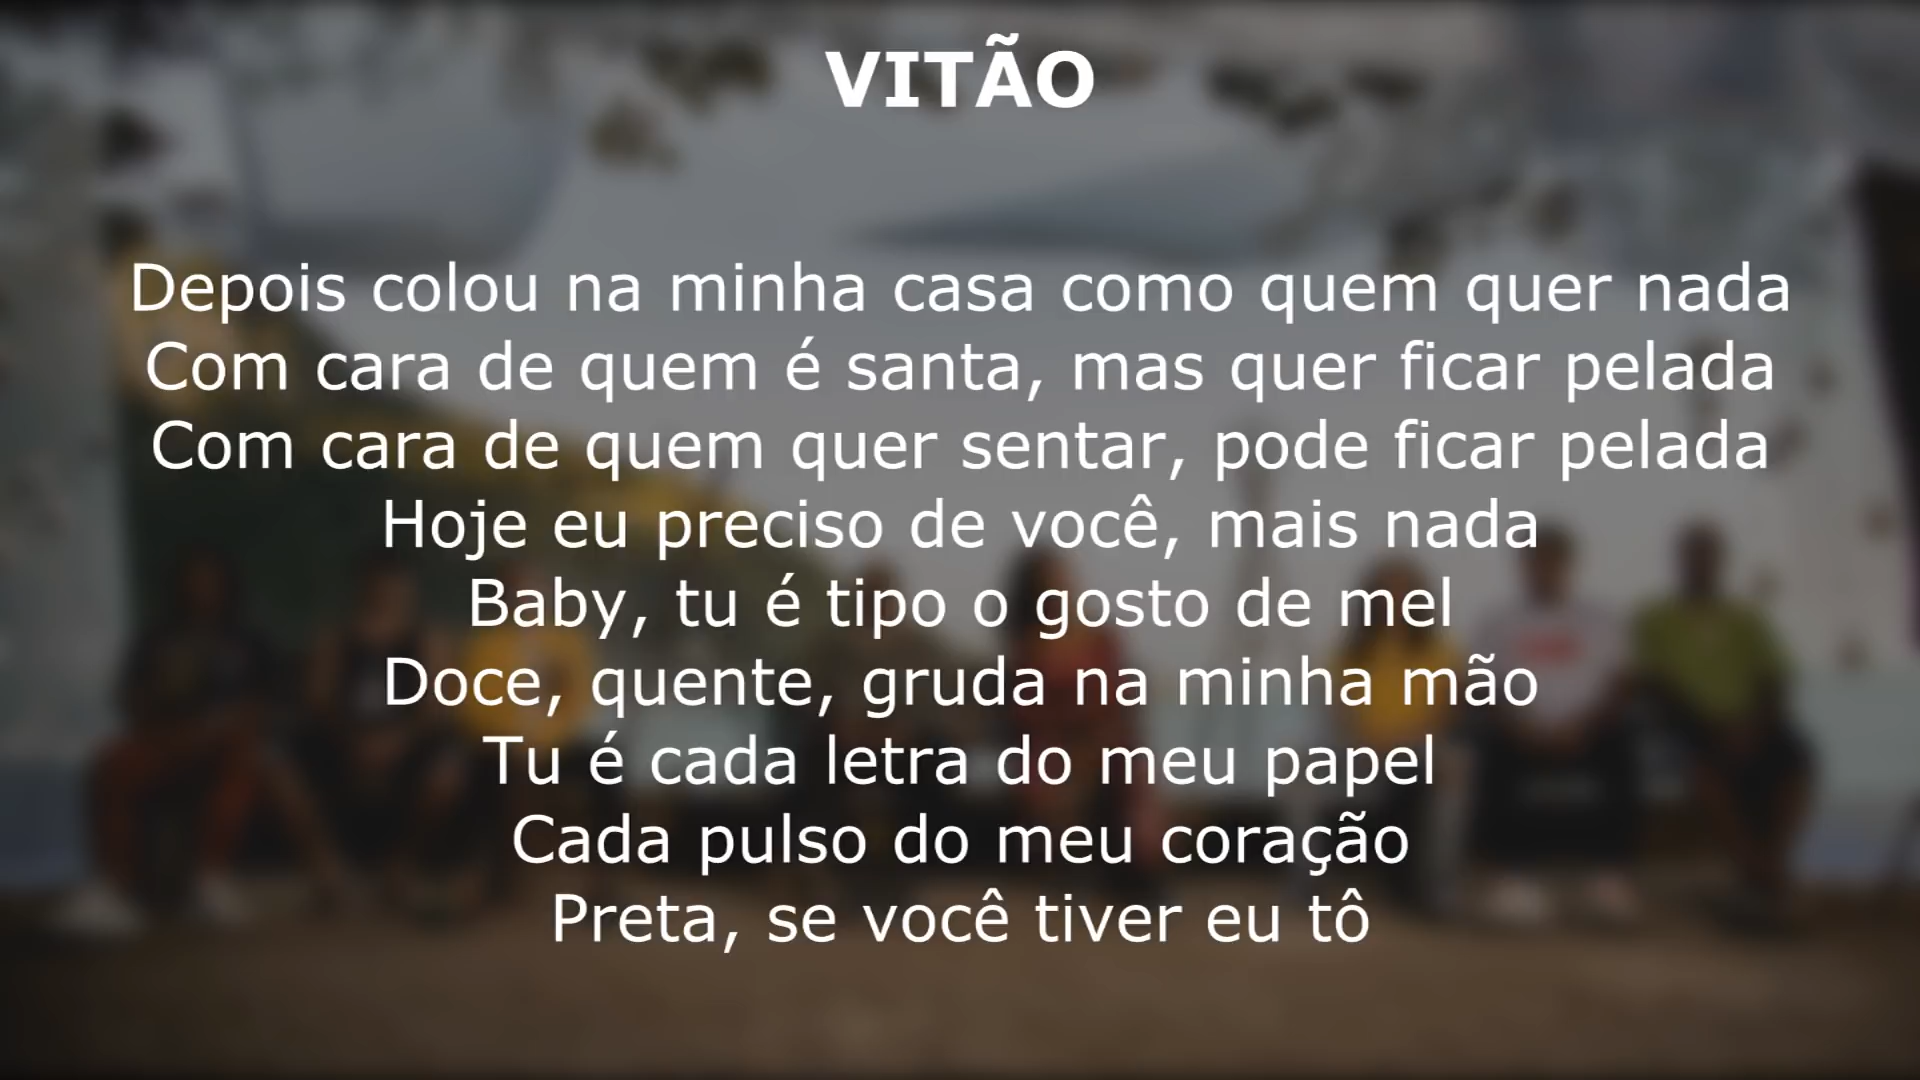 VITÃO
Depois colou na minha casa como quem quer nada
Com cara de quem é santa, mas quer ficar pelada
Com cara de quem quer sentar, pode ficar pelada
Hoje eu preciso de você, mais nada
Baby, tu é tipo o gosto de mel
Doce, quente, gruda na minha mão
Tu é cada letra do meu papel
Cada pulso do meu coração
Preta, se você tiver eu tô